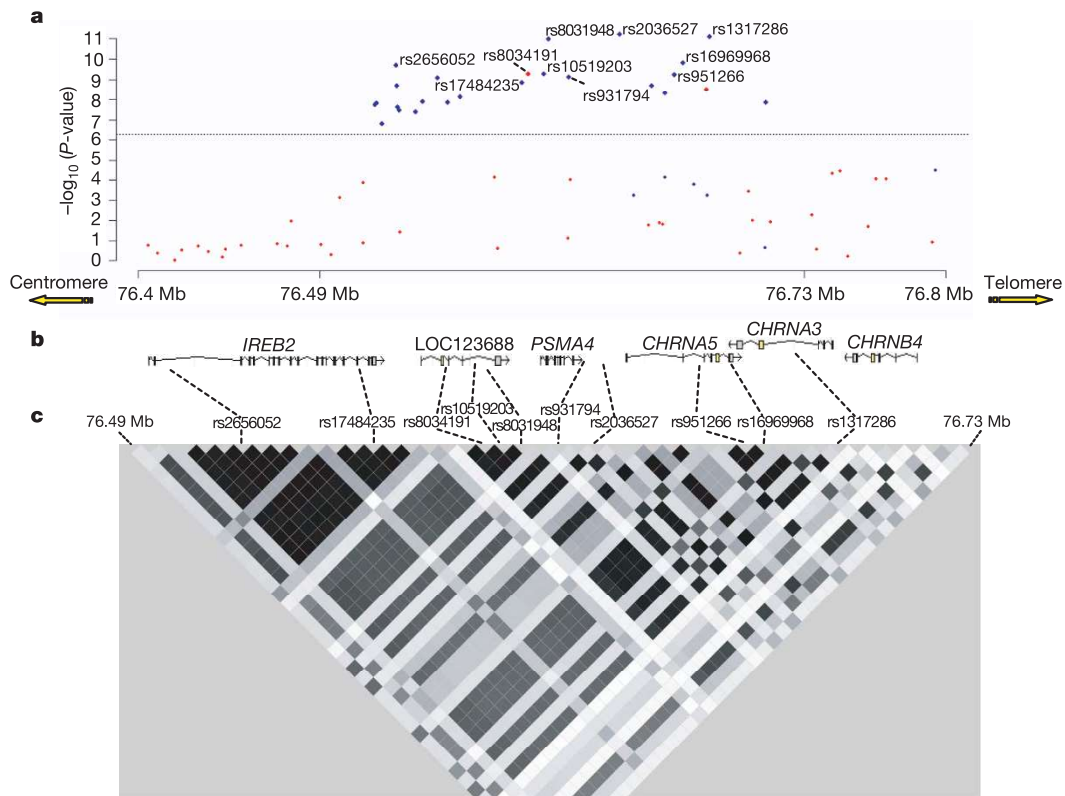 a
11
10
9
8
7
6
5
4
3
2
1
0
–log10 (P-value)
rs8031948
rs2036527
rs1317286
rs2656052
rs8034191
rs16969968
rs10519203
rs951266
rs17484235
rs931794
Centromere
Telomere
76.4 Mb
76.49 Mb
76.73 Mb
76.8 Mb
b
IREB2
LOC123688
PSMA4
CHRNA5
CHRNA3
CHRNB4
c
76.49 Mb
rs2656052
rs17484235
rs8034191
rs10519203
rs8031948
rs931794
rs2036527
rs951266
rs16969968
rs1317286
76.73 Mb